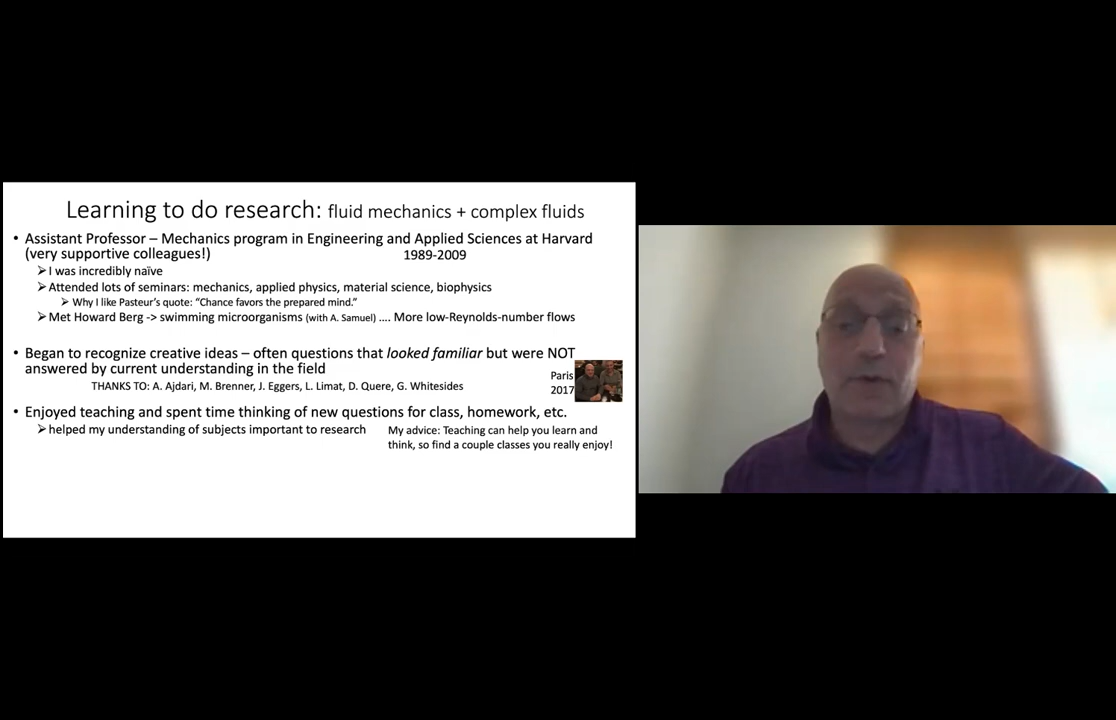 Learning to do research: fluid mechanics + complex fluids
• Assistant Professor – Mechanics program in Engineering and Applied Sciences at Harvard
(very supportive colleagues!) 1989-2009
➢ I was incredibly naïve
➢ Attended lots of seminars: mechanics, applied physics, material science, biophysics
➢ Why I like Pasteur's quote: “Chance favors the prepared mind.”
➢ Met Howard Berg -> swimming microorganisms (with A. Samuel) .... More low-Reynolds-number flows
• Began to recognize creative ideas – often questions that looked familiar but were NOT
answered by current understanding in the field
THANKS TO: A. Ajdari, M. Brenner, J. Eggers, L. Limat, D. Quere, G. Whitesides
Paris
2017
• Enjoyed teaching and spent time thinking of new questions for class, homework, etc.
➢ helped my understanding of subjects important to research
My advice: Teaching can help you learn and
think, so find a couple classes you really enjoy!